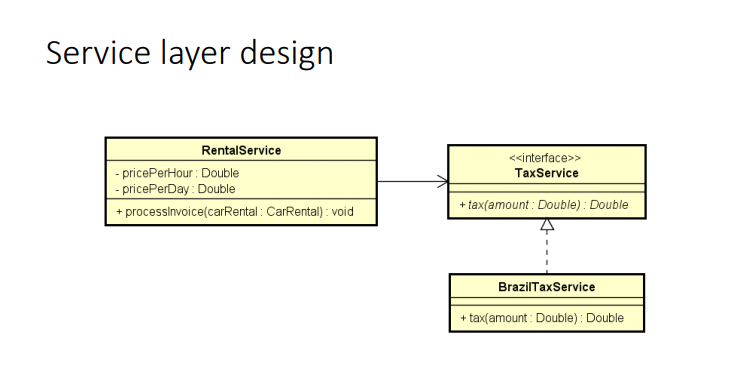 Service layer design
RentalService
- pricePerHour : Double
- pricePerDay : Double
+ processInvoice(carRental : CarRental) : void
<<interface>>
TaxService
+ tax(amount : Double) : Double
BrazilTaxService
+ tax(amount : Double) : Double